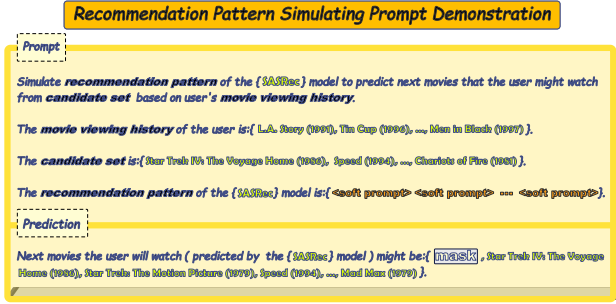 Recommendation Pattern Simulating Prompt Demonstration
Prompt
Simulate recommendation pattern of the { SASRec } model to predict next movies that the user might watch
from candidate set based on user's movie viewing history.
The movie viewing history of the user is:{ L.A. Story (1991), Tin Cup (1996), ..., Men in Black (1997) }.
The candidate set is:{ Star Trek IV: The Voyage Home (1986), Speed (1994), ..., Chariots of Fire (1981) }.
The recommendation pattern of the { SASRec } model is:{ <soft prompt> <soft prompt> ... <soft prompt> }.
Prediction
Next movies the user will watch ( predicted by the { SASRec } model ) might be:{ mask , Star Trek IV: The Voyage
Home (1986), Star Trek: The Motion Picture (1979), Speed (1994), ..., Mad Max (1979) }.